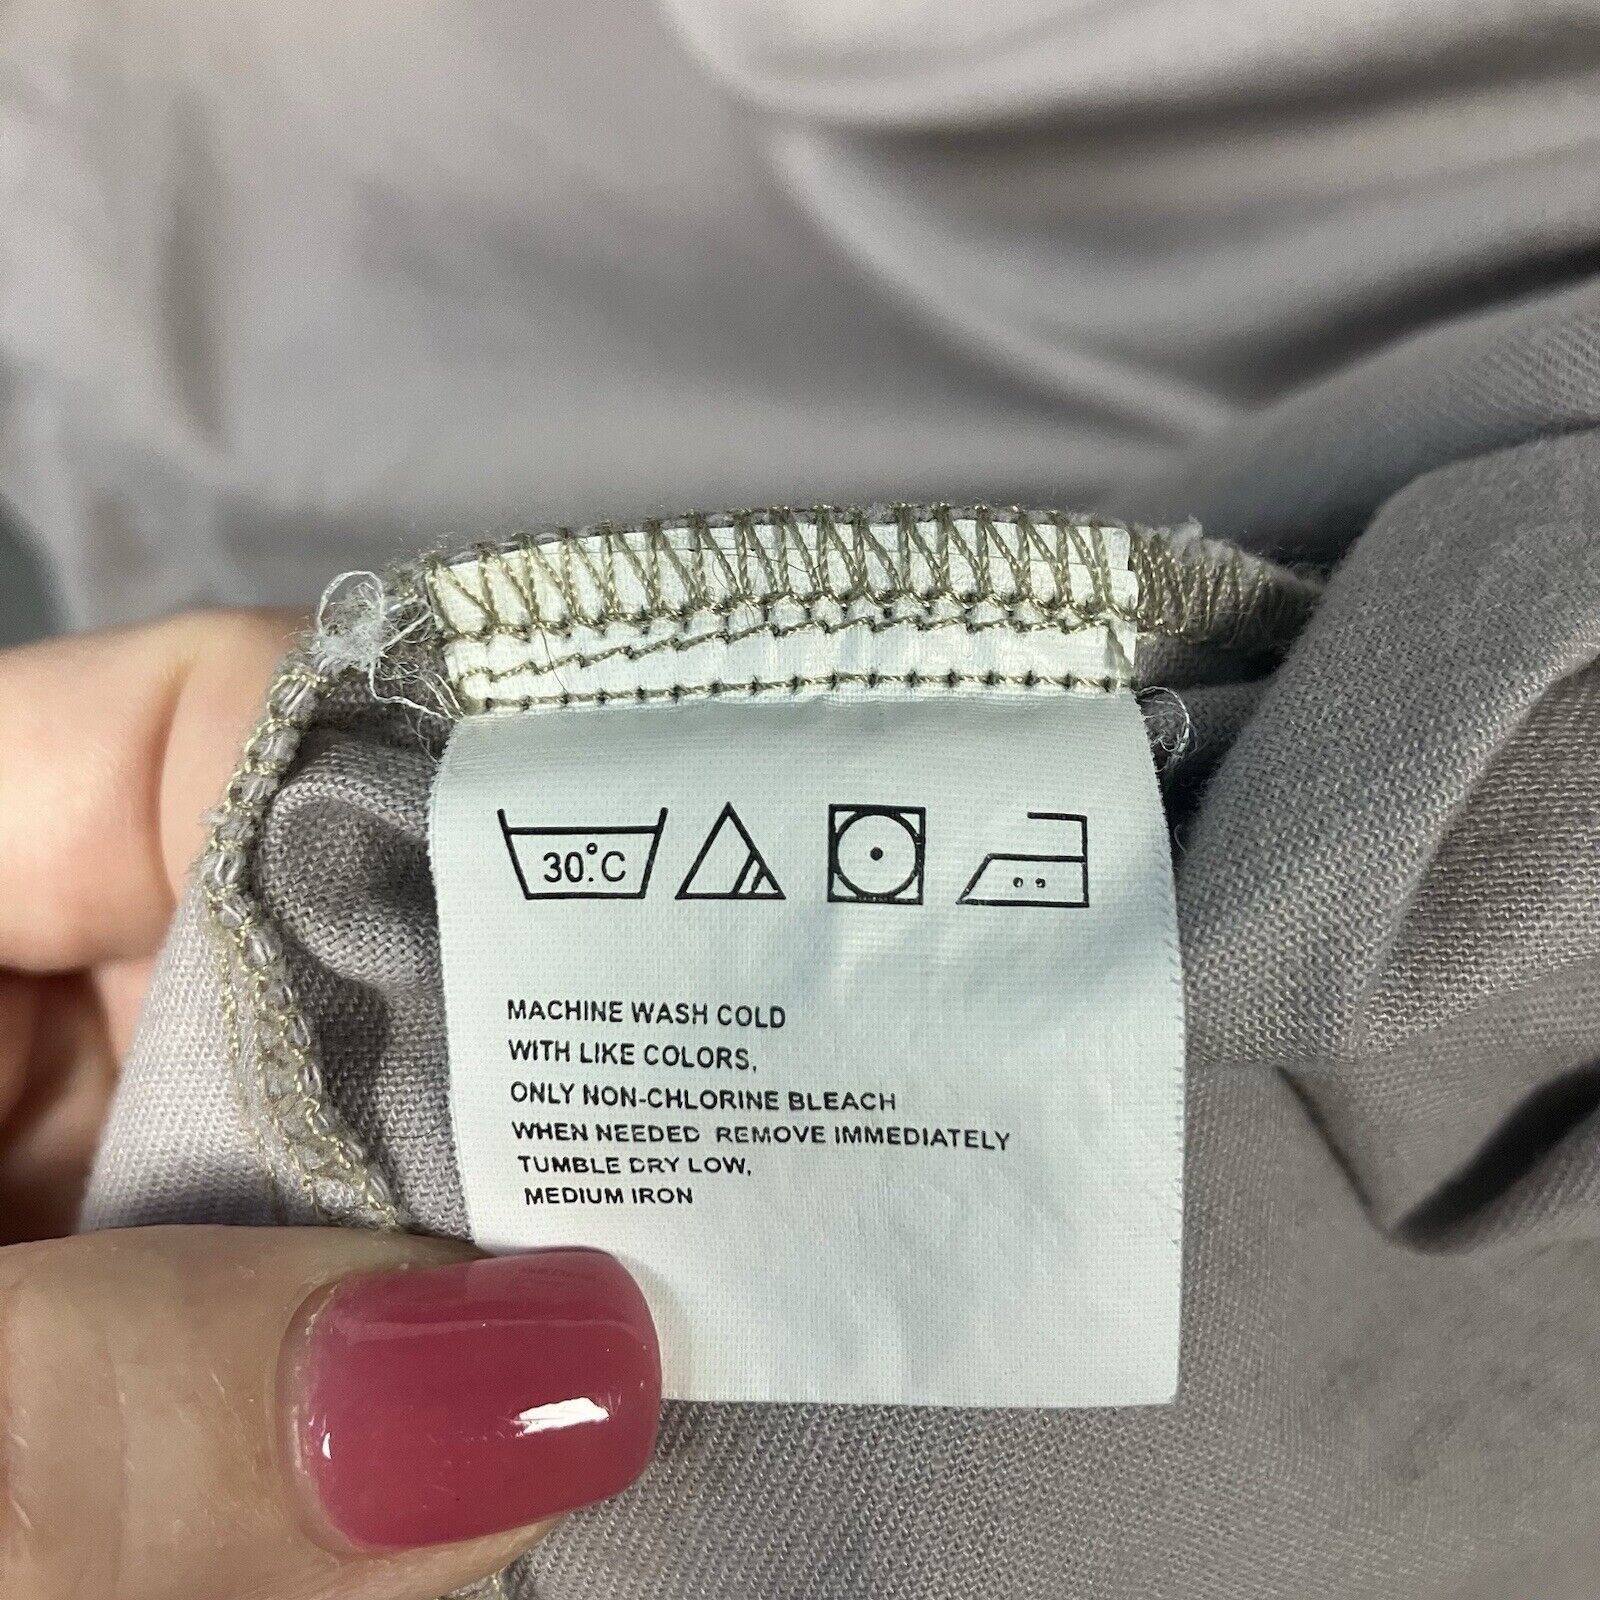 30°.C
MACHINE WASH COLD
WITH LIKE COLORS,
ONLY NON-CHLORINE BLEACH
WHEN NEEDED REMOVE IMMEDIATELY
TUMBLE DRY LOW,
MEDIUM IRON